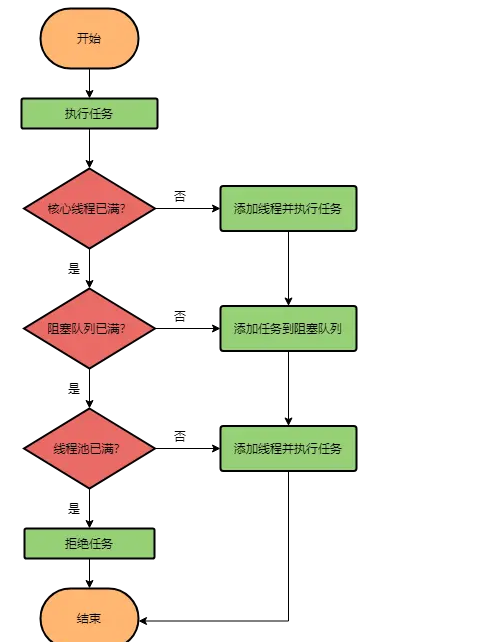 开始
执行任务
核心线程已满?
否
添加线程并执行任务
是
阻塞队列已满?
否
添加任务到阻塞队列
是
线程池已满?
否
添加线程并执行任务
是
拒绝任务
结束